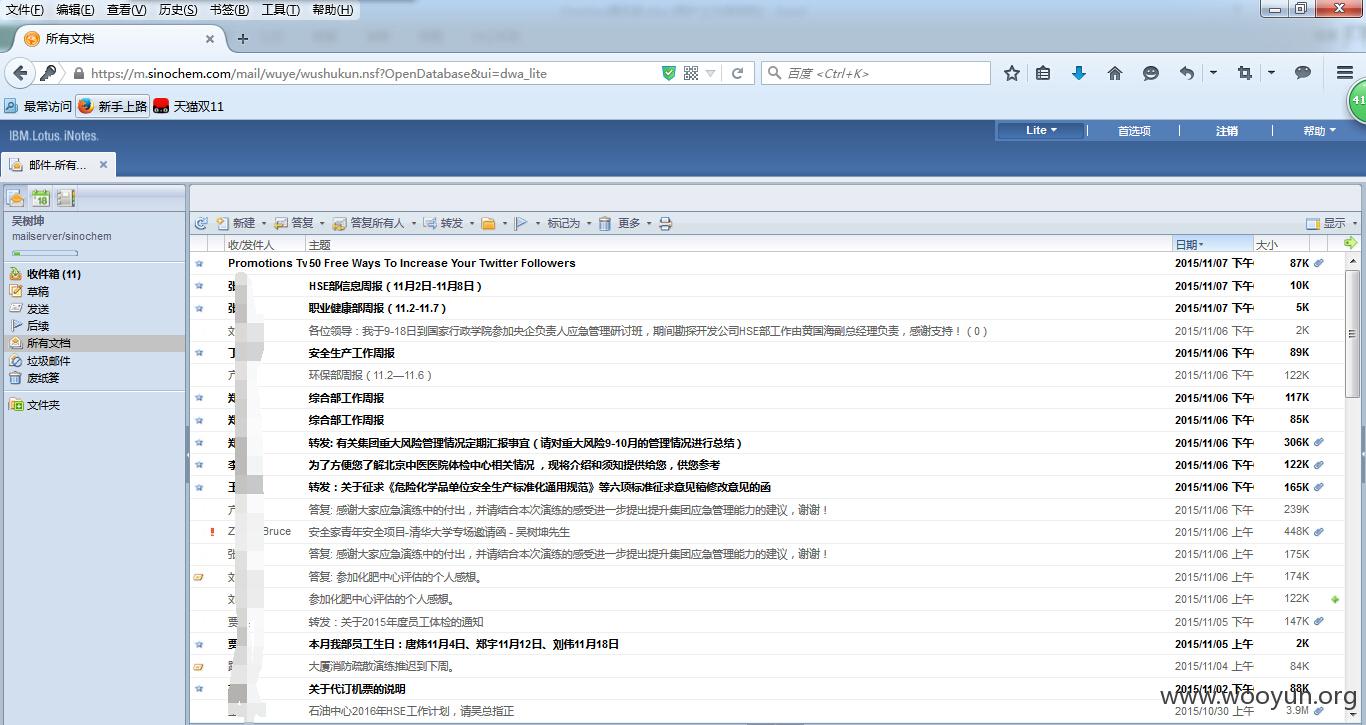 文件(F) 编辑(E) 查看(V) 历史(S) 书签(B) 工具(T) 帮助(H)
所有文档
https://m.sinochem.com/mail/wuye/wushukun.nsf?OpenDatabase&ui=dwa_lite
百度 <Ctrl+K>
最常访问 新手上路 天猫双11
41
IBM.Lotus.iNotes.
Lite 首选项 注销 帮助
邮件-所有...
吴树坤
mailserver/sinochem
收件箱 (11)
草稿
发送
后续
所有文档
垃圾邮件
废纸篓
文件夹
新建 答复 答复所有人 转发 标记为 更多 显示
收/发件人 主题 日期 大小
Promotions Tv 50 Free Ways To Increase Your Twitter Followers 2015/11/07 下午 87K
张 HSE部信息周报（11月2日-11月8日） 2015/11/07 下午 10K
张 职业健康部周报（11.2-11.7） 2015/11/07 下午 5K
刘 各位领导：我于9-18日到国家行政学院参加央企负责人应急管理研讨班，期间勘探开发公司HSE部工作由黄国海副总经理负责，感谢支持！（0） 2015/11/06 下午 2K
丁 安全生产工作周报 2015/11/06 下午 89K
环保部周报（11.2—11.6） 2015/11/06 下午 122K
郑 综合部工作周报 2015/11/06 下午 117K
郑 综合部工作周报 2015/11/06 下午 85K
郑 转发: 有关集团重大风险管理情况定期汇报事宜（请对重大风险9-10月的管理情况进行总结） 2015/11/06 下午 306K
李 为了方便您了解北京中医医院体检中心相关情况 ，现将介绍和须知提供给您，供您参考 2015/11/06 下午 122K
王 转发：关于征求《危险化学品单位安全生产标准化通用规范》等六项标准征求意见稿修改意见的函 2015/11/06 下午 165K
答复: 感谢大家应急演练中的付出，并请结合本次演练的感受进一步提出提升集团应急管理能力的建议，谢谢！ 2015/11/06 下午 239K
Z Bruce 安全家青年安全项目-清华大学专场邀请函 - 吴树坤先生 2015/11/06 上午 448K
张 答复: 感谢大家应急演练中的付出，并请结合本次演练的感受进一步提出提升集团应急管理能力的建议，谢谢！ 2015/11/06 上午 175K
刘 答复: 参加化肥中心评估的个人感想。 2015/11/06 上午 174K
刘 参加化肥中心评估的个人感想。 2015/11/06 上午 122K
贾 转发：关于2015年度员工体检的通知 2015/11/05 上午 147K
贾 本月我部员工生日：唐炜11月4日、郑宇11月12日、刘伟11月18日 2015/11/05 上午 2K
大厦消防疏散演练推迟到下周。 2015/11/04 上午 84K
关于代订机票的说明 2015/11/02 下午 88K
石油中心2016年HSE工作计划，请吴总指正 2015/10/30 上午 3.9M
www.wooyun.org